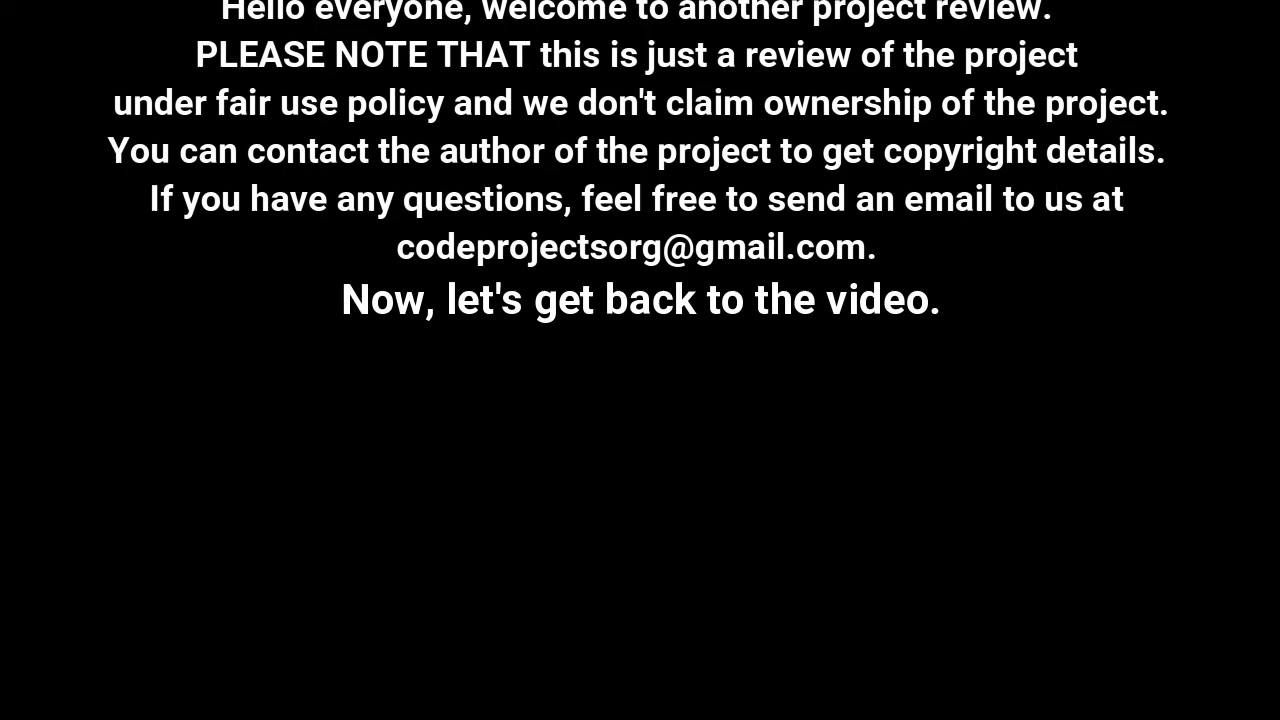 Hello everyone, welcome to another project review.
PLEASE NOTE THAT this is just a review of the project
under fair use policy and we don't claim ownership of the project.
You can contact the author of the project to get copyright details.
If you have any questions, feel free to send an email to us at
codeprojectsorg@gmail.com.
Now, let's get back to the video.